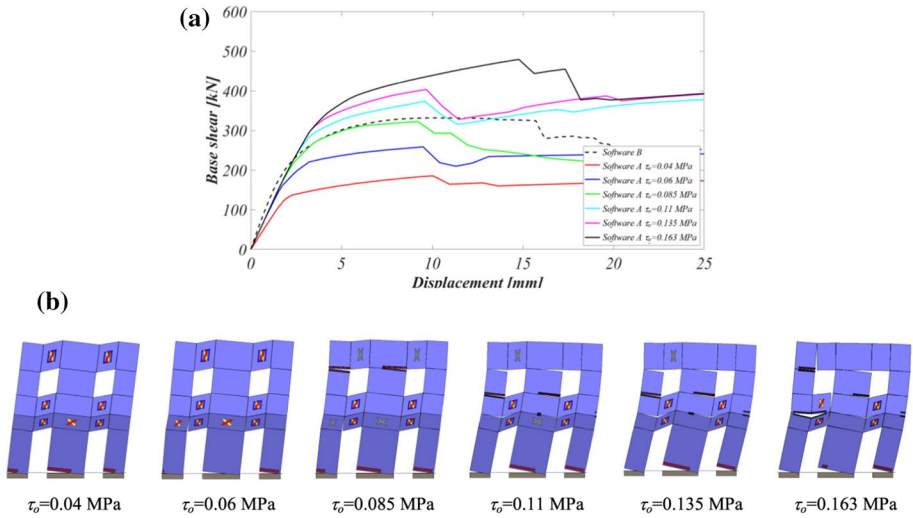 (a)
600
500
400
300
200
100
0
Base shear [kN]
0 5 10 15 20 25
Displacement [mm]
Software B
Software A τo=0.04 MPa
Software A τo=0.06 MPa
Software A τo=0.085 MPa
Software A τo=0.11 MPa
Software A τo=0.135 MPa
Software A τo=0.163 MPa
(b)
τo=0.04 MPa τo=0.06 MPa τo=0.085 MPa τo=0.11 MPa τo=0.135 MPa τo=0.163 MPa